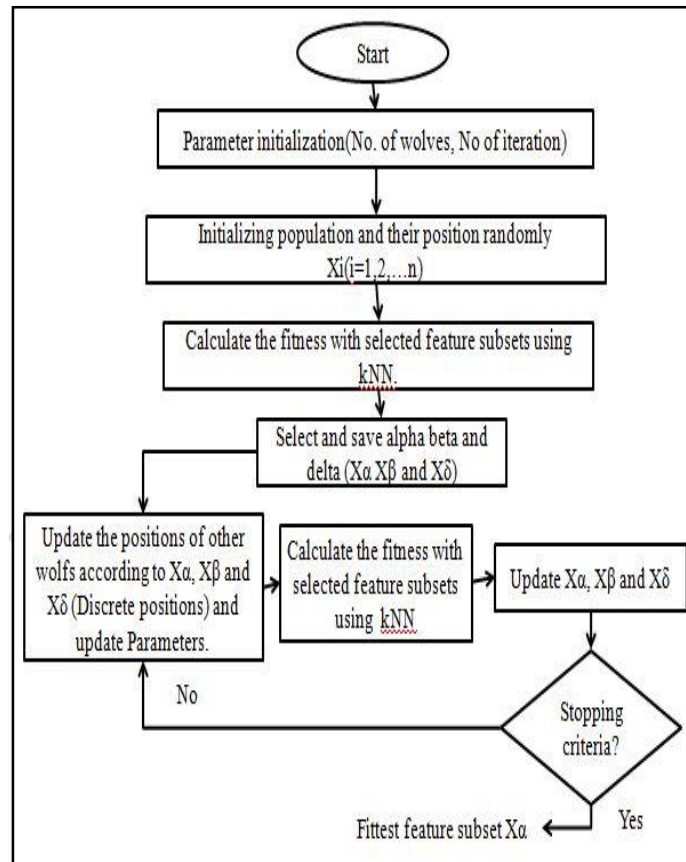 Start
Parameter initialization(No. of wolves, No of iteration)
Initializing population and their position randomly
Xi(i=1,2,...n)
Calculate the fitness with selected feature subsets using
kNN.
Select and save alpha beta and
delta (Xα Xβ and Xδ)
Update the positions of other
wolfs according to Xα, Xβ and
Xδ (Discrete positions) and
update Parameters.
Calculate the fitness with
selected feature subsets
using kNN
Update Xα, Xβ and Xδ
Stopping
criteria?
No
Yes
Fittest feature subset Xα